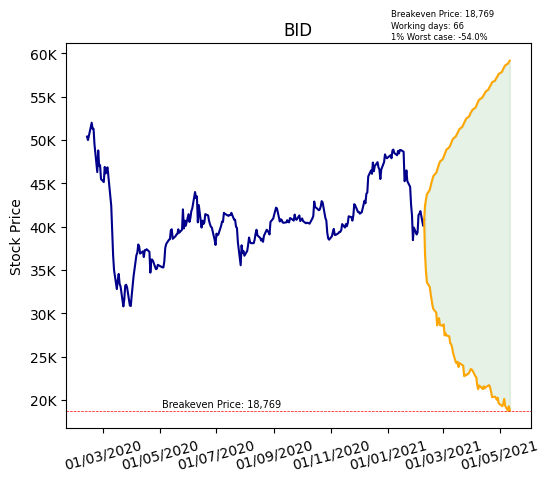 Breakeven Price: 18,769
Working days: 66
1% Worst case: -54.0%
BID
60K
55K
50K
45K
40K
35K
30K
25K
20K
Stock Price
Breakeven Price: 18,769
01/03/2020
01/05/2020
01/07/2020
01/09/2020
01/11/2020
01/01/2021
01/03/2021
01/05/2021